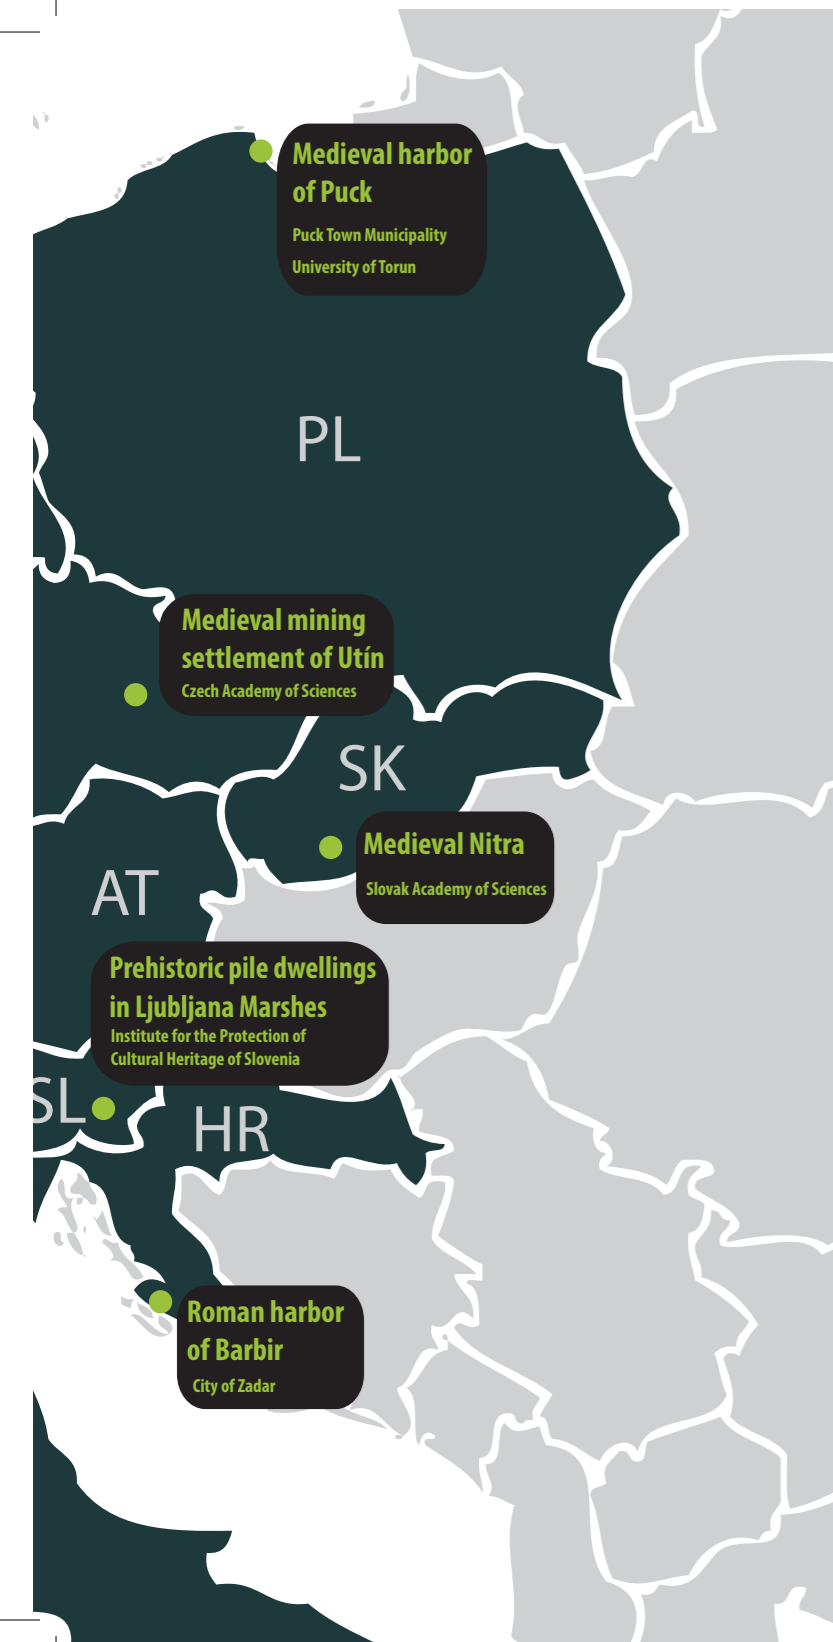 Medieval harbor
of Puck
Puck Town Municipality
University of Torun
PL
Medieval mining
settlement of Utín
Czech Academy of Sciences
SK
Medieval Nitra
Slovak Academy of Sciences
AT
Prehistoric pile dwellings
in Ljubljana Marshes
Institute for the Protection of
Cultural Heritage of Slovenia
SL
HR
Roman harbor
of Barbir
City of Zadar